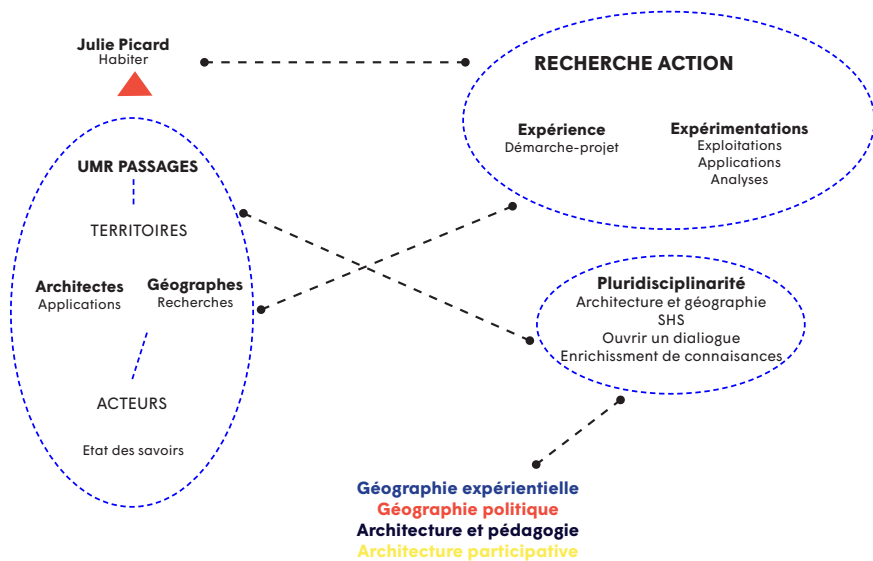 Julie Picard
Habiter
RECHERCHE ACTION
Expérience
Démarche-projet
Expérimentations
Exploitations
Applications
Analyses
UMR PASSAGES
TERRITOIRES
Architectes
Applications
Géographes
Recherches
ACTEURS
Etat des savoirs
Pluridisciplinarité
Architecture et géographie
SHS
Ouvrir un dialogue
Enrichissment de connaisances
Géographie expérientielle
Géographie politique
Architecture et pédagogie
Architecture participative